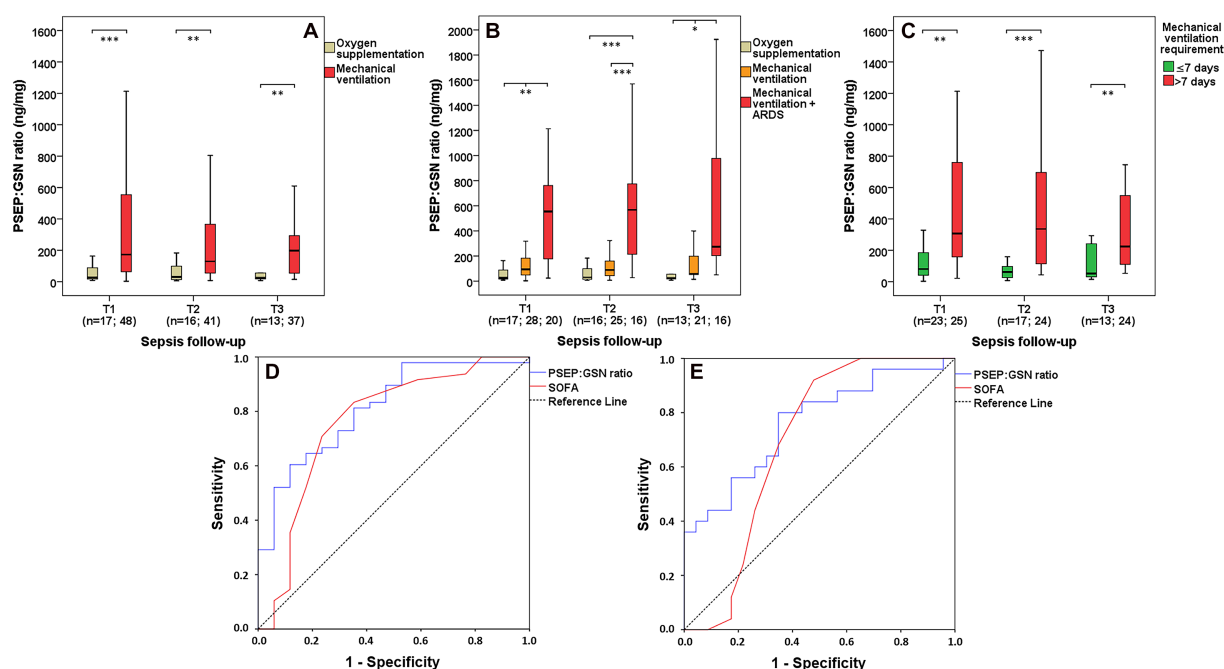 A
PSEP:GSN ratio (ng/mg)
1600
1400
1200
1000
800
600
400
200
0
***
**
**
Oxygen
supplementation
Mechanical
ventilation
T1
T2
T3
(n=17; 48)
(n=16; 41)
(n=13; 37)
Sepsis follow-up
B
PSEP:GSN ratio (ng/mg)
2000
1800
1600
1400
1200
1000
800
600
400
200
0
**
***
***
*
Oxygen
supplementation
Mechanical
ventilation
Mechanical
ventilation +
ARDS
T1
T2
T3
(n=17; 28; 20)
(n=16; 25; 16)
(n=13; 21; 16)
Sepsis follow-up
C
PSEP:GSN ratio (ng/mg)
1600
1400
1200
1000
800
600
400
200
0
**
***
**
Mechanical
ventilation
requirement
≤7 days
>7 days
T1
T2
T3
(n=23; 25)
(n=17; 24)
(n=13; 24)
Sepsis follow-up
D
Sensitivity
1.0
0.8
0.6
0.4
0.2
0.0
0.0
0.2
0.4
0.6
0.8
1.0
1 - Specificity
PSEP:GSN ratio
SOFA
Reference Line
E
Sensitivity
1.0
0.8
0.6
0.4
0.2
0.0
0.0
0.2
0.4
0.6
0.8
1.0
1 - Specificity
PSEP:GSN ratio
SOFA
Reference Line